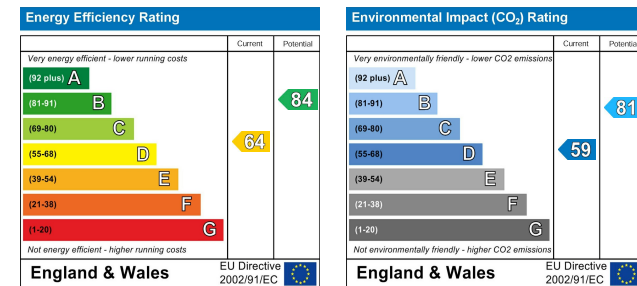 Energy Efficiency Rating
Current Potential
Very energy efficient - lower running costs
(92 plus) A
(81-91) B
84
(69-80) C
64
(55-68) D
(39-54) E
(21-38) F
(1-20) G
Not energy efficient - higher running costs
England & Wales
EU Directive
2002/91/EC
Environmental Impact (CO₂) Rating
Current Potential
Very environmentally friendly - lower CO2 emissions
(92 plus) A
(81-91) B
81
(69-80) C
(55-68) D
59
(39-54) E
(21-38) F
(1-20) G
Not environmentally friendly - higher CO2 emissions
England & Wales
EU Directive
2002/91/EC